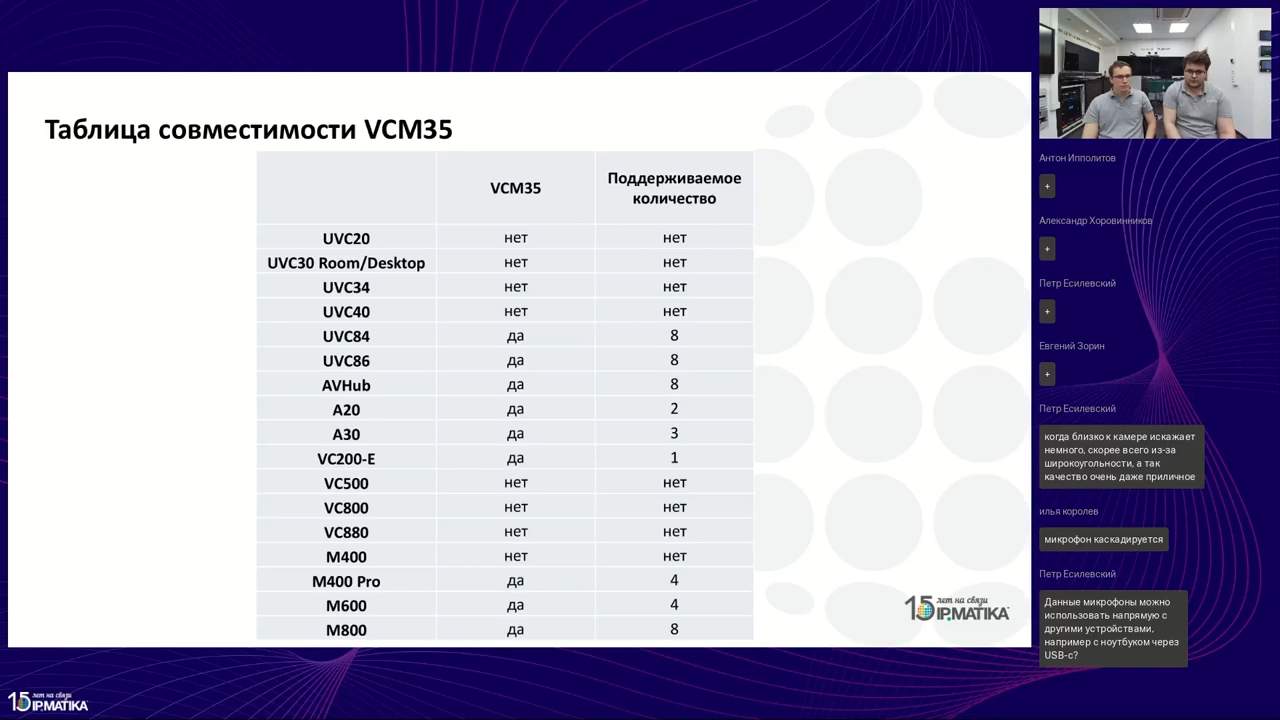 Таблица совместимости VCM35
VCM35 Поддерживаемое количество
UVC20 нет нет
UVC30 Room/Desktop нет нет
UVC34 нет нет
UVC40 нет нет
UVC84 да 8
UVC86 да 8
AVHub да 8
A20 да 2
A30 да 3
VC200-E да 1
VC500 нет нет
VC800 нет нет
VC880 нет нет
M400 нет нет
M400 Pro да 4
M600 да 4
M800 да 8
15 лет на связи
IPMATIKA
Антон Ипполитов
+
Александр Хоровинников
+
Петр Есилевский
+
Евгений Зорин
+
Петр Есилевский
когда близко к камере искажает
немного, скорее всего из-за
широкоугольности, а так
качество очень даже приличное
илья королев
микрофон каскадируется
Петр Есилевский
Данные микрофоны можно
использовать напрямую с
другими устройствами,
например с ноутбуком через
USB-c?
15 лет на связи
IPMATIKA